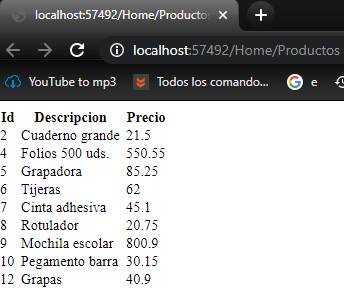 localhost:57492/Home/Producto
localhost:57492/Home/Productos
YouTube to mp3 Todos los comando... e
Id Descripcion Precio
2 Cuaderno grande 21.5
4 Folios 500 uds. 550.55
5 Grapadora 85.25
6 Tijeras 62
7 Cinta adhesiva 45.1
8 Rotulador 20.75
9 Mochila escolar 800.9
10 Pegamento barra 30.15
12 Grapas 40.9